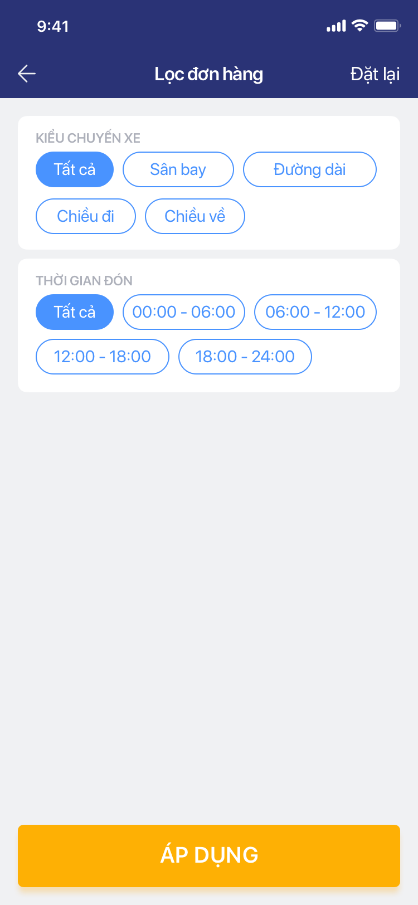 9:41
Lọc đơn hàng Đặt lại
KIỂU CHUYẾN XE
Tất cả Sân bay Đường dài
Chiều đi Chiều về
THỜI GIAN ĐÓN
Tất cả 00:00 - 06:00 06:00 - 12:00
12:00 - 18:00 18:00 - 24:00
ÁP DỤNG